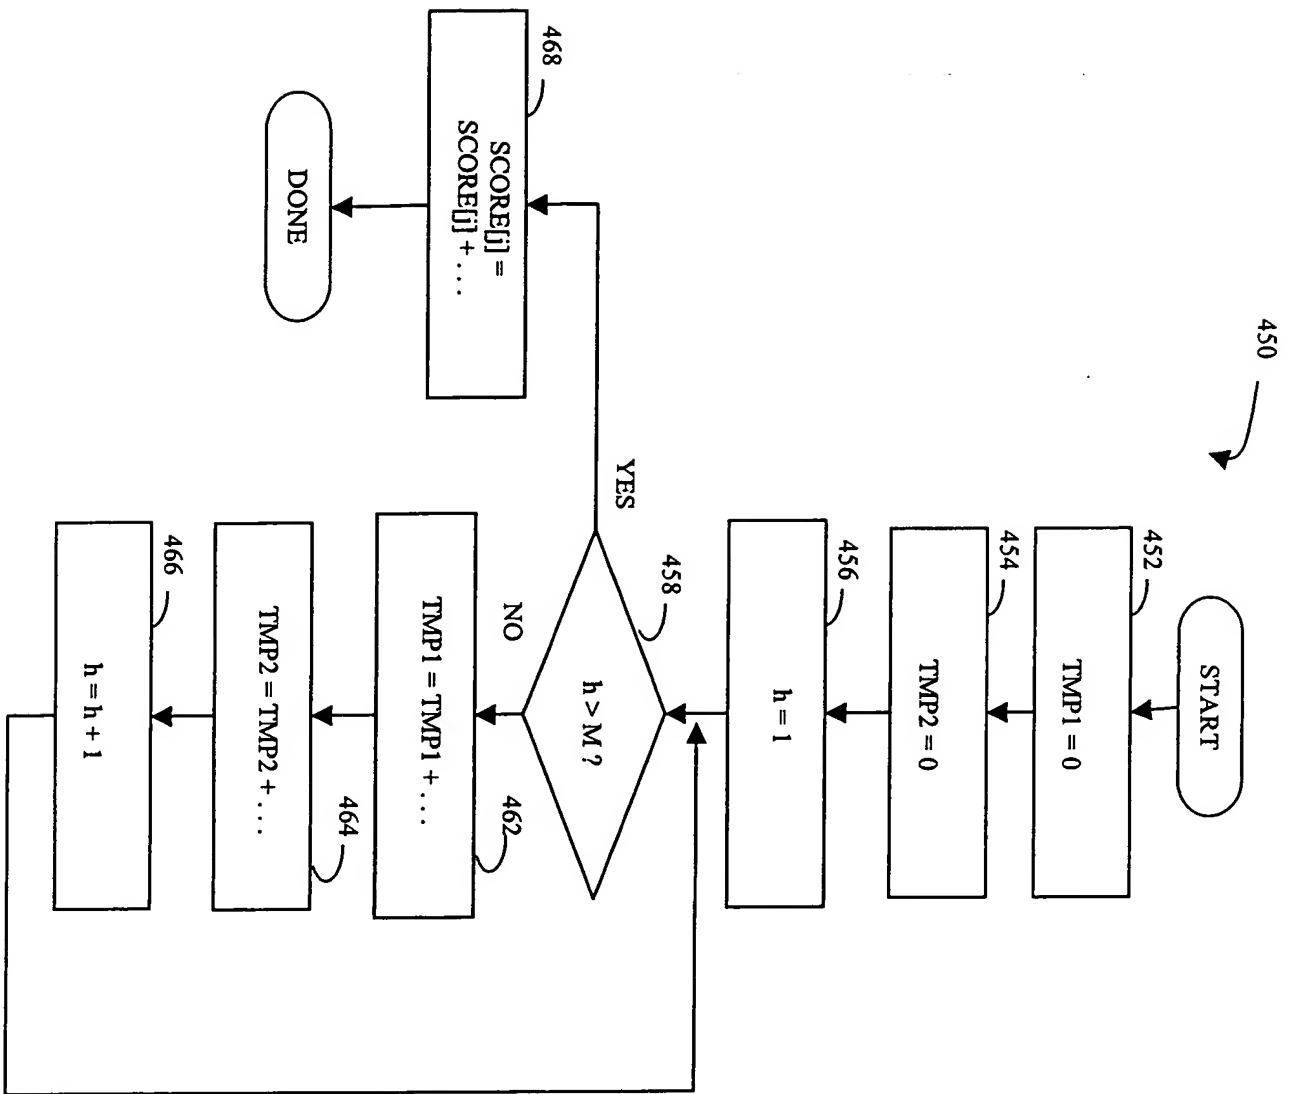 450
START
452
TMP1 = 0
454
TMP2 = 0
456
h = 1
458
h > M ?
YES
NO
468
SCORE[j] =
SCORE[j] + . . . .
DONE
462
TMP1 = TMP1 + . . . .
464
TMP2 = TMP2 + . . . .
466
h = h + 1